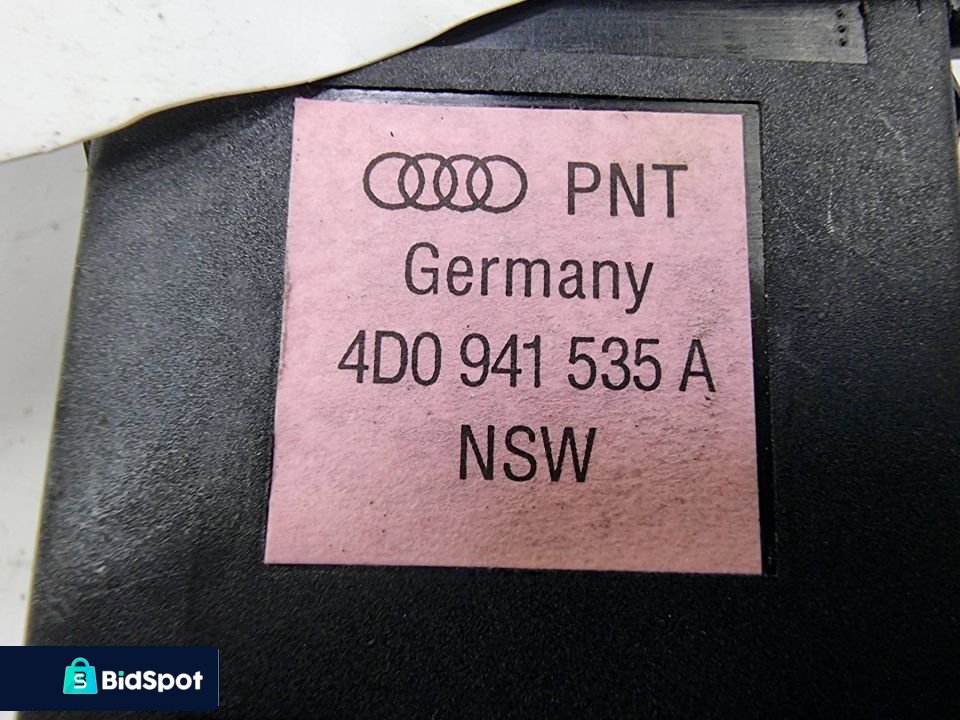 PNT
Germany
4D0 941 535 A
NSW
BidSpot